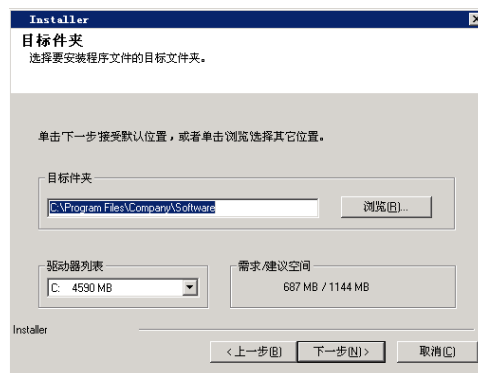 Installer
目标件夹
选择要安装程序文件的目标文件夹。
单击'下一步'接受默认位置，或者单击'浏览'选择其它位置。
目标件夹
C:\Program Files\Company\Software
浏览(R)...
驱动器列表
C: 4590 MB
需求/建议空间
687 MB / 1144 MB
Installer
<上一步(B)
下一步(N)>
取消(C)